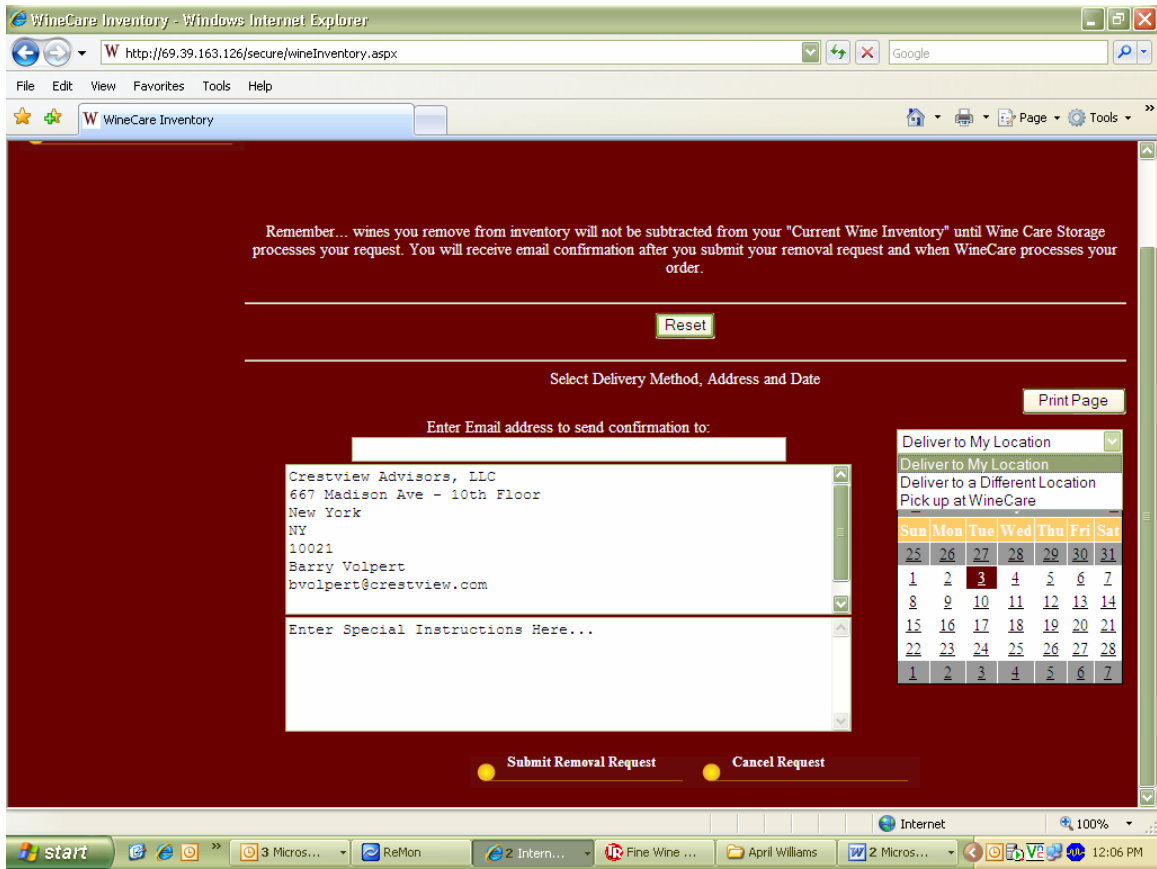 WineCare Inventory - Windows Internet Explorer
W http://69.39.163.126/secure/wineInventory.aspx
Google
File Edit View Favorites Tools Help
W WineCare Inventory
Page Tools »
Remember... wines you remove from inventory will not be subtracted from your "Current Wine Inventory" until Wine Care Storage
processes your request. You will receive email confirmation after you submit your removal request and when WineCare processes your
order.
Reset
Select Delivery Method, Address and Date
Print Page
Enter Email address to send confirmation to:
Deliver to My Location
Deliver to My Location
Deliver to a Different Location
Pick up at WineCare
Crestview Advisors, LLC
667 Madison Ave - 10th Floor
New York
NY
10021
Barry Volpert
bvolpert@crestview.com
Sun Mon Tue Wed Thu Fri Sat
25 26 27 28 29 30 31
1 2 3 4 5 6 7
8 9 10 11 12 13 14
15 16 17 18 19 20 21
22 23 24 25 26 27 28
1 2 3 4 5 6 7
Enter Special Instructions Here...
Submit Removal Request Cancel Request
Internet 100%
start » 3 Micros... ReMon 2 Intern... Fine Wine ... April Williams 2 Micros... 12:06 PM